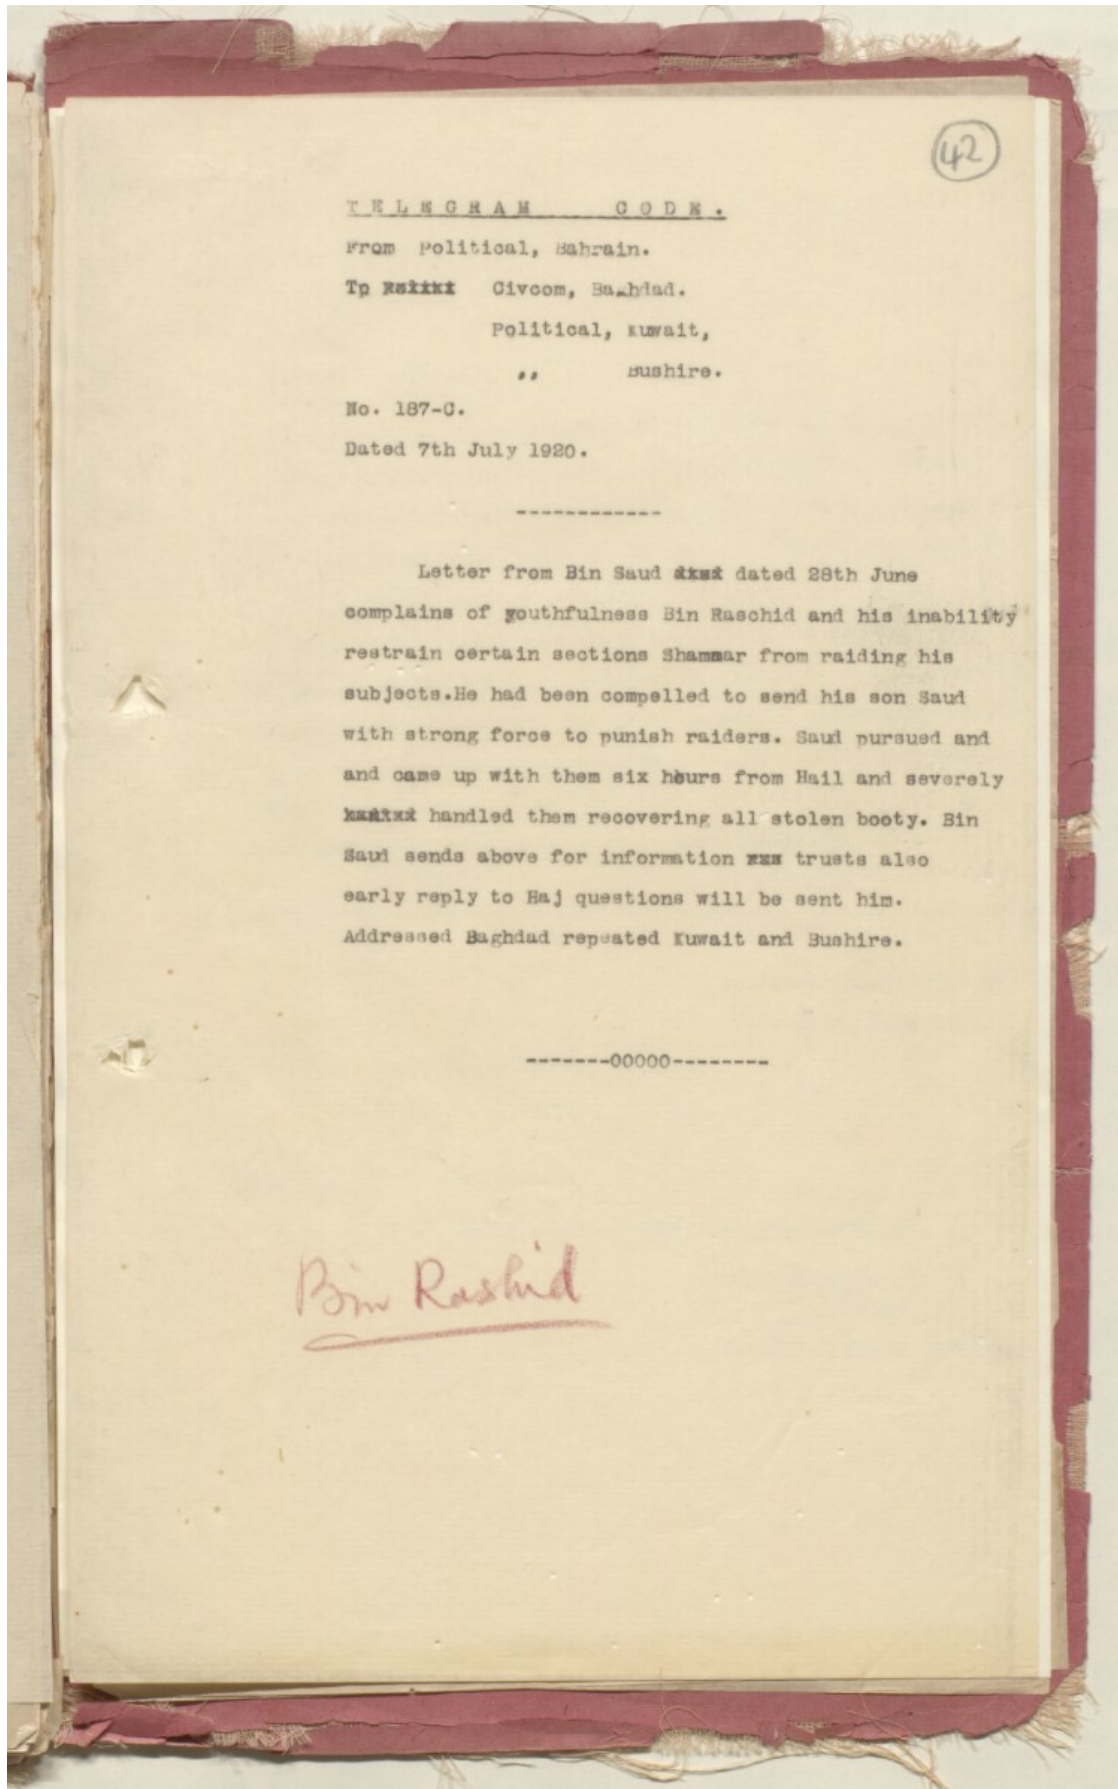 42
TELEGRAM CODE.
From Political, Bahrain.
To Civcom, Baghdad.
Political, Kuwait,
,, Bushire.
No. 187-C.
Dated 7th July 1920.
------------
Letter from Bin Saud dated 28th June
complains of youthfulness Bin Raschid and his inability
restrain certain sections Shammar from raiding his
subjects.He had been compelled to send his son Saud
with strong force to punish raiders. Saud pursued and
and came up with them six hours from Hail and severely
handled them recovering all stolen booty. Bin
Saud sends above for information trusts also
early reply to Haj questions will be sent him.
Addressed Baghdad repeated Kuwait and Bushire.
-------00000--------
Bin Rashid